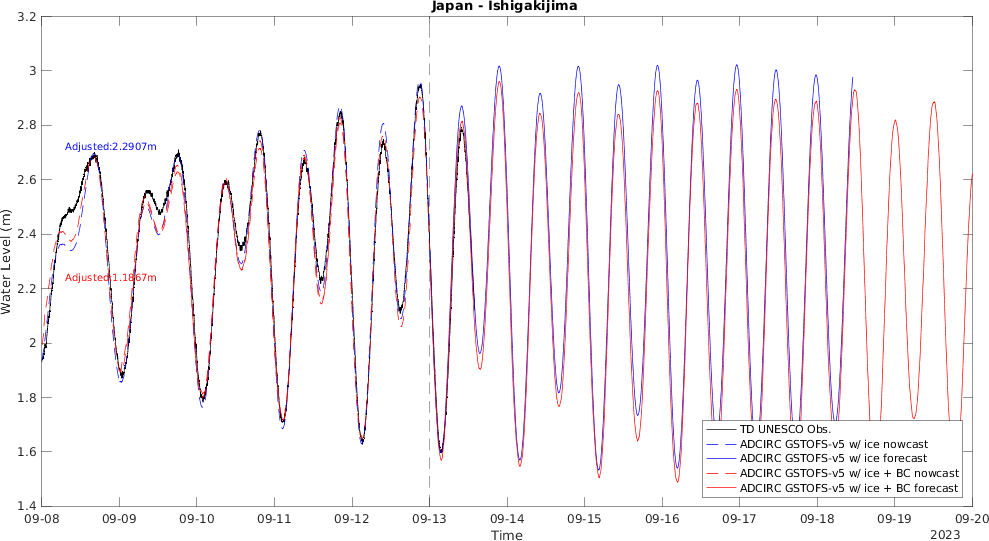 Japan - Ishigakijima
3.2
3
2.8
2.6
2.4
2.2
2
1.8
1.6
1.4
Water Level (m)
Adjusted:2.2907m
Adjusted:1.1867m
TD UNESCO Obs.
ADCIRC GSTOFS-v5 w/ ice nowcast
ADCIRC GSTOFS-v5 w/ ice forecast
ADCIRC GSTOFS-v5 w/ ice + BC nowcast
ADCIRC GSTOFS-v5 w/ ice + BC forecast
09-08 09-09 09-10 09-11 09-12 09-13 09-14 09-15 09-16 09-17 09-18 09-19 09-20
Time
2023